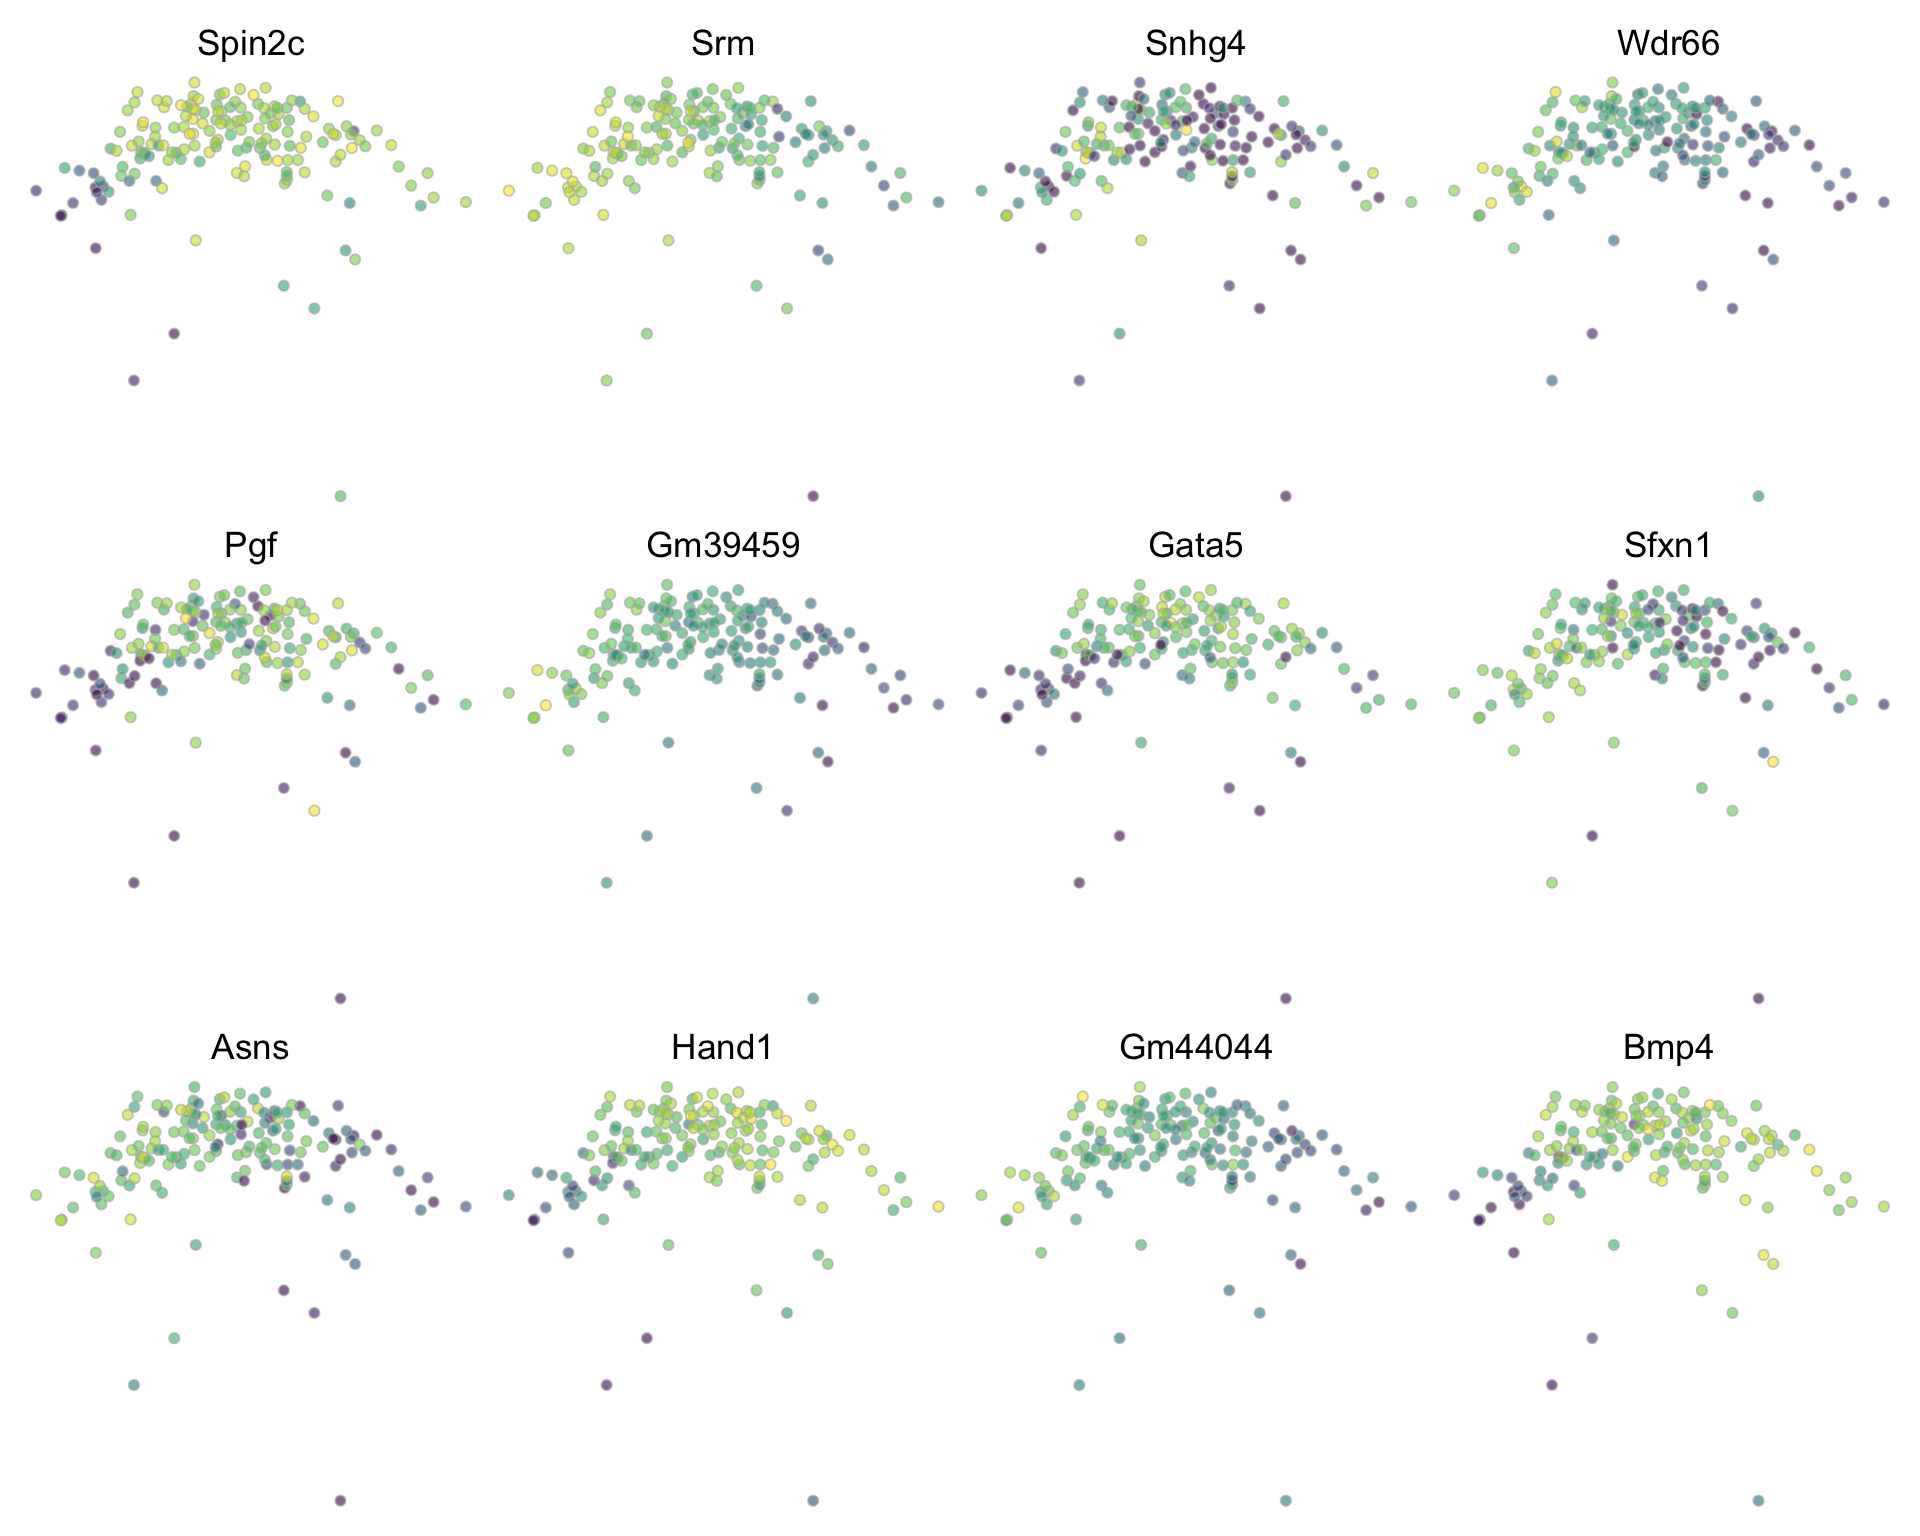 Spin2c Srm Snhg4 Wdr66
Pgf Gm39459 Gata5 Sfxn1
Asns Hand1 Gm44044 Bmp4